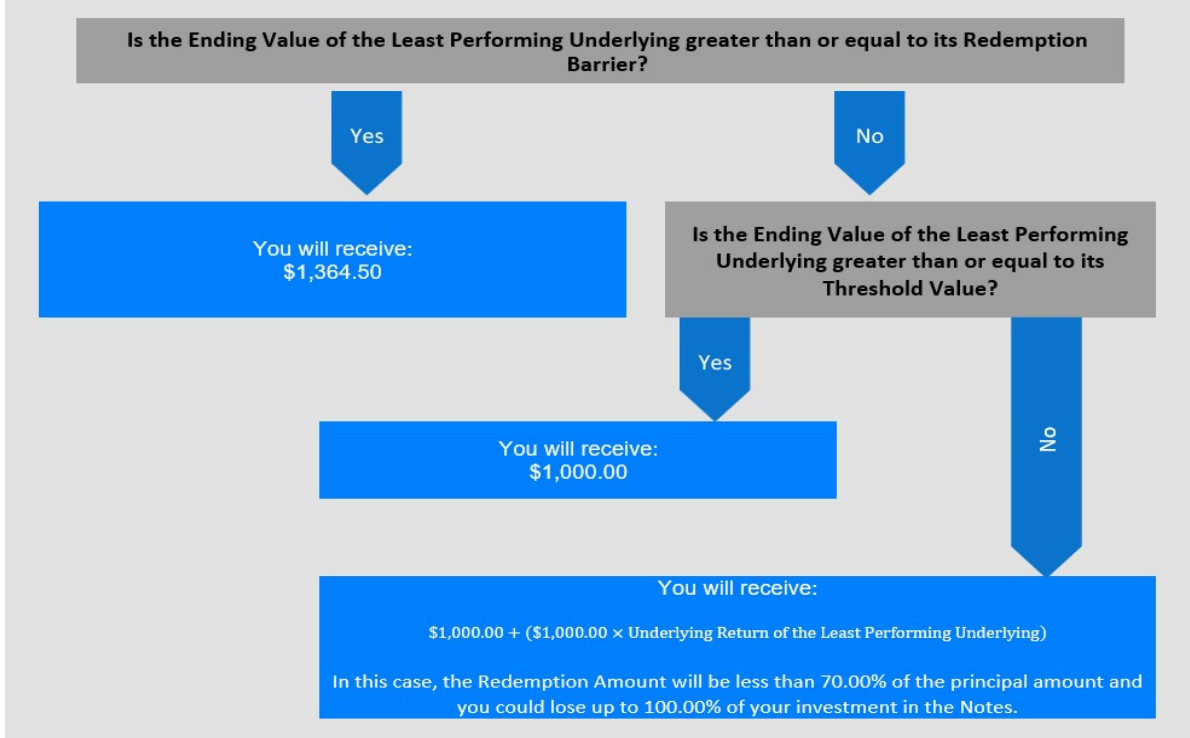 Is the Ending Value of the Least Performing Underlying greater than or equal to its Redemption
Barrier?
Yes
No
You will receive:
$1,364.50
Is the Ending Value of the Least Performing
Underlying greater than or equal to its
Threshold Value?
Yes
No
You will receive:
$1,000.00
You will receive:
$1,000.00 + ($1,000.00 × Underlying Return of the Least Performing Underlying)
In this case, the Redemption Amount will be less than 70.00% of the principal amount and
you could lose up to 100.00% of your investment in the Notes.